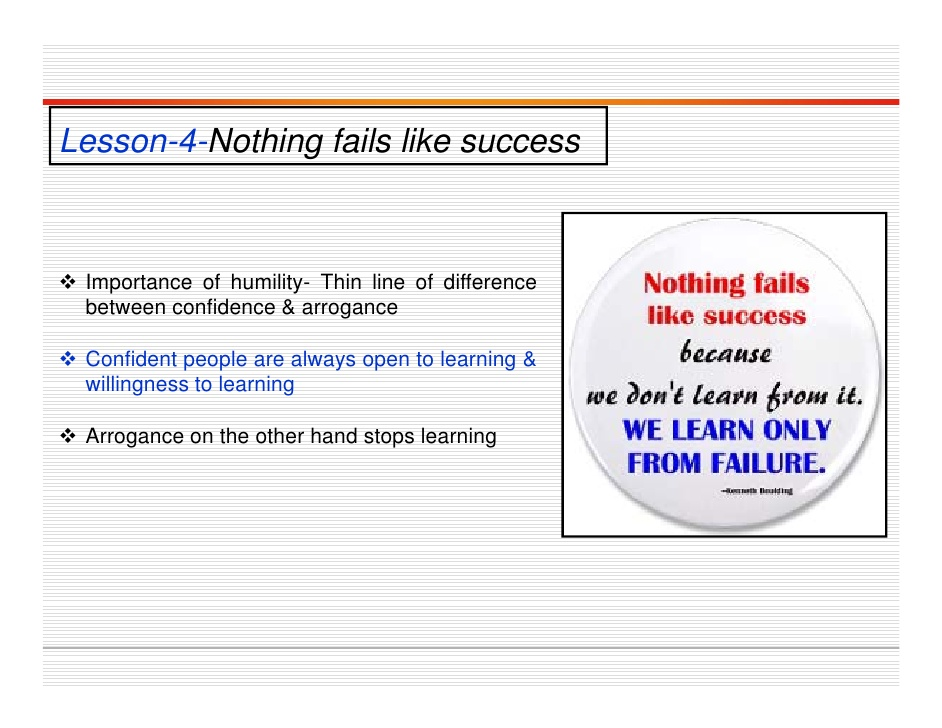 Lesson-4-Nothing fails like success
❖ Importance of humility- Thin line of difference
between confidence & arrogance
❖ Confident people are always open to learning &
willingness to learning
❖ Arrogance on the other hand stops learning
Nothing fails
like success
because
we don't learn from it.
WE LEARN ONLY
FROM FAILURE.
–Kenneth Boulding